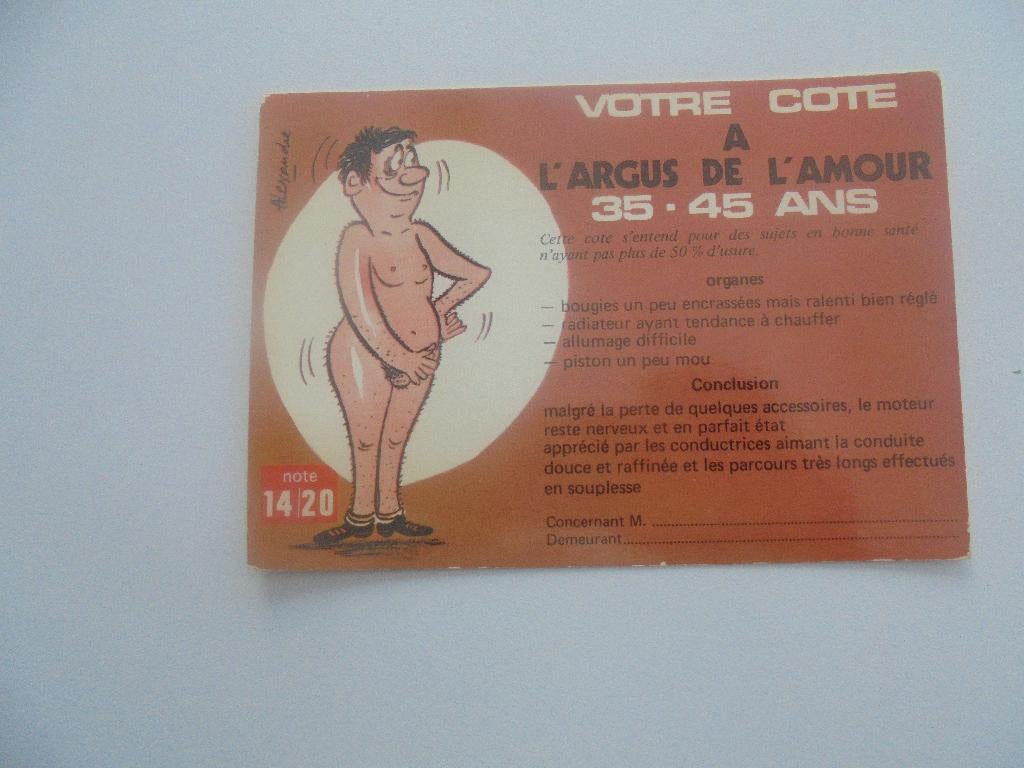 Alexandre
VOTRE COTE
A
L'ARGUS DE L'AMOUR
35 · 45 ANS
Cette cote s'entend pour des sujets en bonne santé
n'ayant pas plus de 50 % d'usure.
organes
— bougies un peu encrassées mais ralenti bien réglé
— radiateur ayant tendance à chauffer
— allumage difficile
— piston un peu mou
Conclusion
malgré la perte de quelques accessoires, le moteur
reste nerveux et en parfait état
apprécié par les conductrices aimant la conduite
douce et raffinée et les parcours très longs effectués
en souplesse
Concernant M. ..........
Demeurant..........
note
14/20